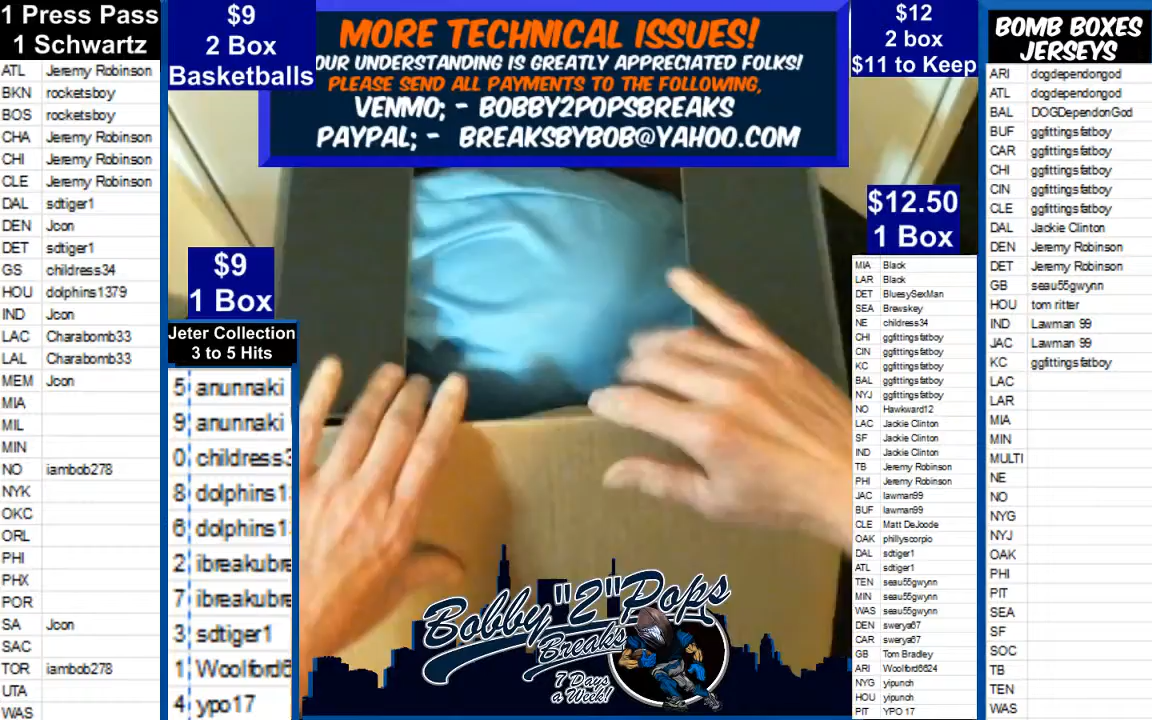 1 Press Pass
1 Schwartz
ATL Jeremy Robinson
BKN rocketsboy
BOS rocketsboy
CHA Jeremy Robinson
CHI Jeremy Robinson
CLE Jeremy Robinson
DAL sdtiger1
DEN Jcon
DET sdtiger1
GS childress34
HOU dolphins1379
IND Jcon
LAC Charabomb33
LAL Charabomb33
MEM Jcon
MIA
MIL
MIN
NO iambob278
NYK
OKC
ORL
PHI
PHX
POR
SA Jcon
SAC
TOR iambob278
UTA
WAS
$9
2 Box
Basketballs
$9
1 Box
Jeter Collection
3 to 5 Hits
5 anunnaki
9 anunnaki
0 childress3
8 dolphins1
6 dolphins1
2 ibreakubre
7 ibreakubre
3 sdtiger1
1 Woolford6
4 ypo17
MORE TECHNICAL ISSUES!
OUR UNDERSTANDING IS GREATLY APPRECIATED FOLKS!
PLEASE SEND ALL PAYMENTS TO THE FOLLOWING,
VENMO; - BOBBY2POPSBREAKS
PAYPAL; - BREAKSBYBOB@YAHOO.COM
Bobby "2" Pops
Breaks
7 Days
a Week!
$12
2 box
$11 to Keep
$12.50
1 Box
MIA Black
LAR Black
DET BluesySexMan
SEA Brewskey
NE childress34
CHI ggfittingsfatboy
CIN ggfittingsfatboy
KC ggfittingsfatboy
BAL ggfittingsfatboy
NYJ ggfittingsfatboy
NO Hawkward12
LAC Jackie Clinton
SF Jackie Clinton
IND Jackie Clinton
TB Jeremy Robinson
PHI Jeremy Robinson
JAC lawman99
BUF lawman99
CLE Matt DeJoode
OAK phillyscorpio
DAL sdtiger1
ATL sdtiger1
TEN seau55gwynn
MIN seau55gwynn
WAS seau55gwynn
DEN swerya67
CAR swerya67
GB Tom Bradley
ARI Woolford6624
NYG yipunch
HOU yipunch
PIT YPO 17
BOMB BOXES
JERSEYS
ARI dogdependongod
ATL dogdependongod
BAL DOGDependonGod
BUF ggfittingsfatboy
CAR ggfittingsfatboy
CHI ggfittingsfatboy
CIN ggfittingsfatboy
CLE ggfittingsfatboy
DAL Jackie Clinton
DEN Jeremy Robinson
DET Jeremy Robinson
GB seau55gwynn
HOU tom ritter
IND Lawman 99
JAC Lawman 99
KC ggfittingsfatboy
LAC
LAR
MIA
MIN
MULTI
NE
NO
NYG
NYJ
OAK
PHI
PIT
SEA
SF
SOC
TB
TEN
WAS